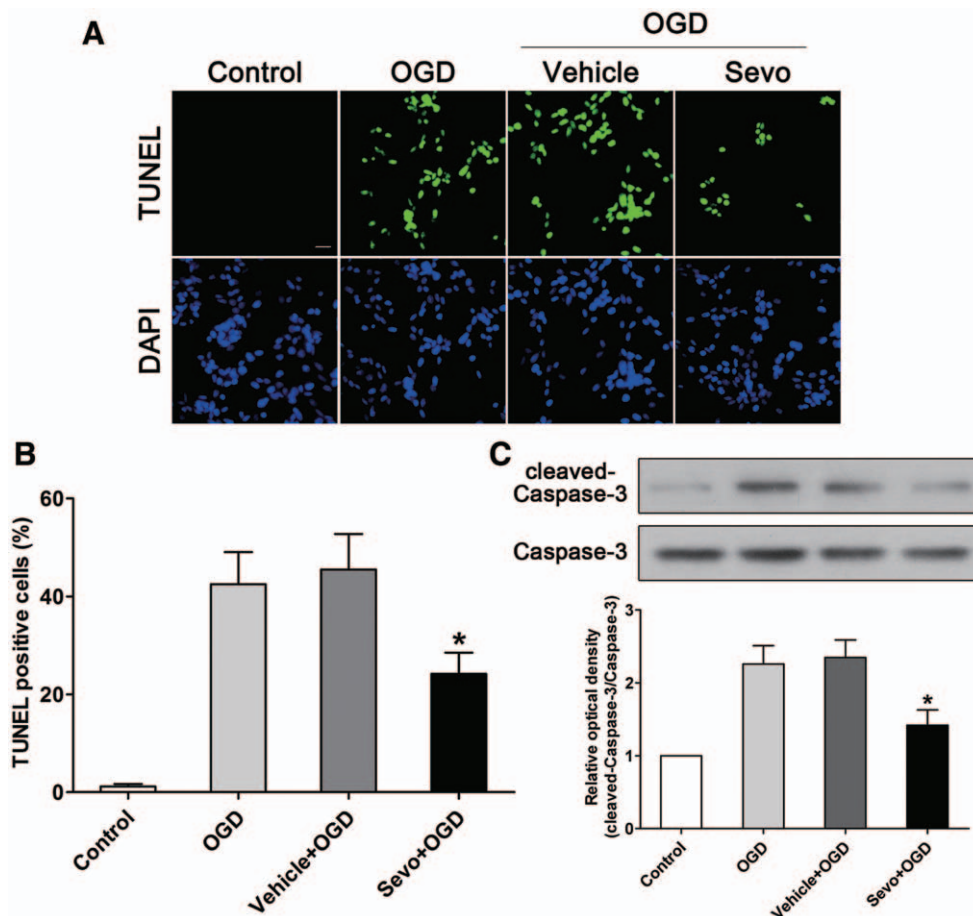 A
OGD
Control OGD Vehicle Sevo
TUNEL
DAPI
B
TUNEL positive cells (%)
60
40
20
0
Control
OGD
Vehicle+OGD
*
Sevo+OGD
C
cleaved-
Caspase-3
Caspase-3
Relative optical density
(cleaved-Caspase-3/Caspase-3)
3
2
1
0
Control
OGD
Vehicle+OGD
*
Sevo+OGD